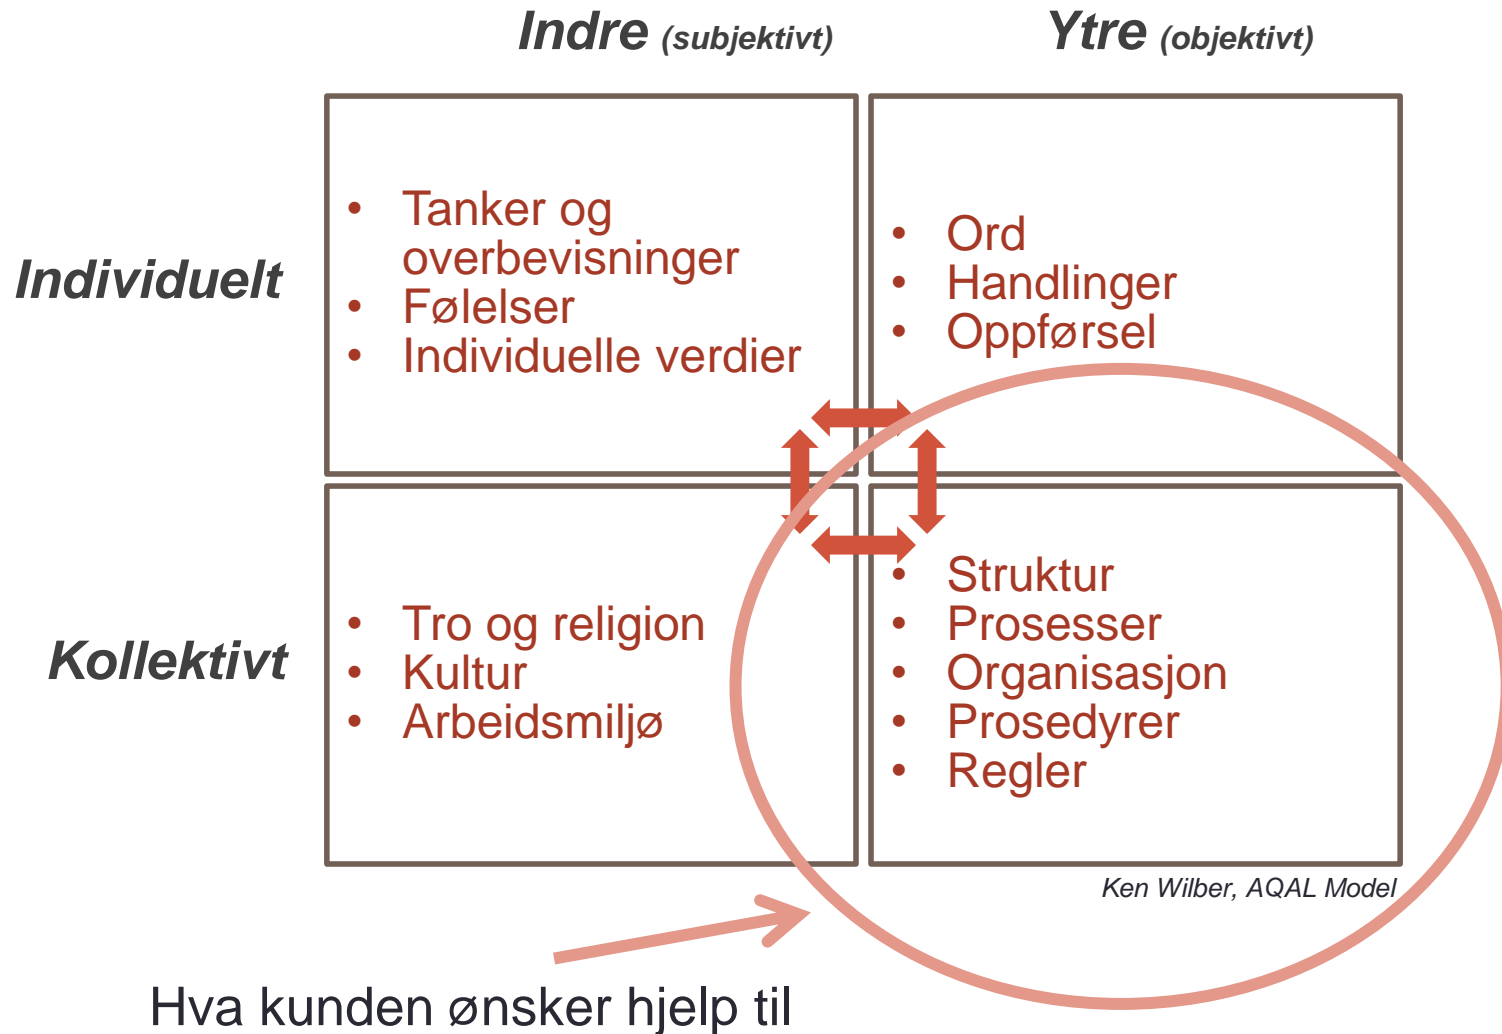 Indre (subjektivt)
Ytre (objektivt)
Individuelt
• Tanker og
overbevisninger
• Følelser
• Individuelle verdier
• Ord
• Handlinger
• Oppførsel
Kollektivt
• Tro og religion
• Kultur
• Arbeidsmiljø
• Struktur
• Prosesser
• Organisasjon
• Prosedyrer
• Regler
Ken Wilber, AQAL Model
Hva kunden ønsker hjelp til